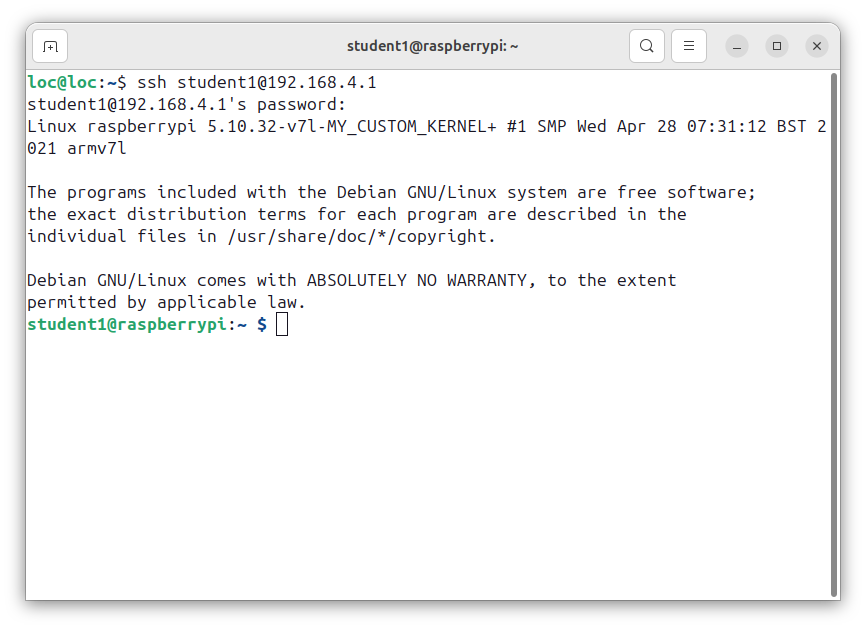 student1@raspberrypi: ~
loc@loc:~$ ssh student1@192.168.4.1
student1@192.168.4.1's password:
Linux raspberrypi 5.10.32-v7l-MY_CUSTOM_KERNEL+ #1 SMP Wed Apr 28 07:31:12 BST 2
021 armv7l

The programs included with the Debian GNU/Linux system are free software;
the exact distribution terms for each program are described in the
individual files in /usr/share/doc/*/copyright.

Debian GNU/Linux comes with ABSOLUTELY NO WARRANTY, to the extent
permitted by applicable law.
student1@raspberrypi:~ $